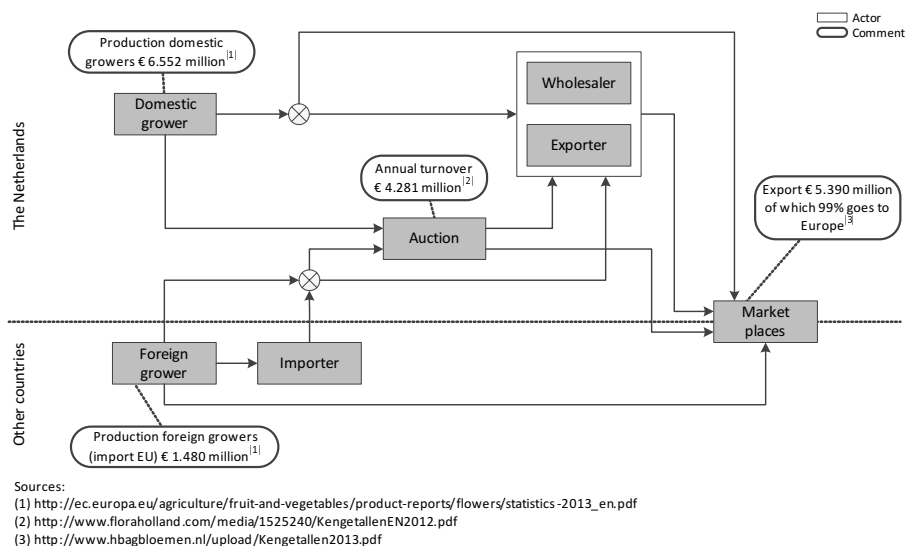 Actor
Comment
Production domestic
growers € 6.552 million|1|
Domestic
grower
Wholesaler
Exporter
Annual turnover
€ 4.281 million|2|
Auction
Export € 5.390 million
of which 99% goes to
Europe|3|
The Netherlands
Market
places
Other countries
Foreign
grower
Importer
Production foreign growers
(import EU) € 1.480 million|1|
Sources:
(1) http://ec.europa.eu/agriculture/fruit-and-vegetables/product-reports/flowers/statistics-2013_en.pdf
(2) http://www.floraholland.com/media/1525240/KengetallenEN2012.pdf
(3) http://www.hbagbloemen.nl/upload/Kengetallen2013.pdf